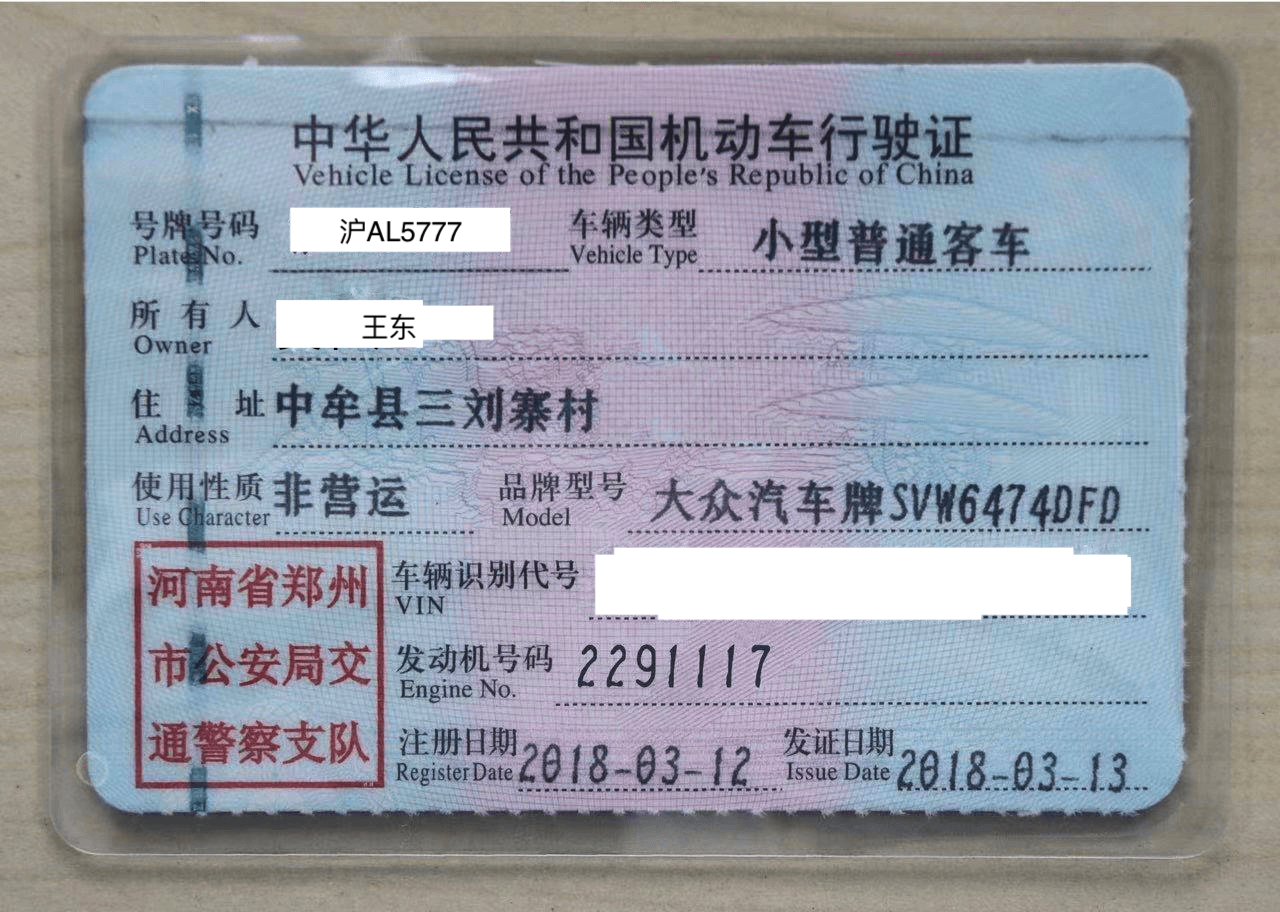 中华人民共和国机动车行驶证
Vehicle License of the People's Republic of China
号牌号码 沪AL5777 车辆类型 小型普通客车
Plate No. Vehicle Type
所有人 王东
Owner
住址 中牟县三刘寨村
Address
使用性质 非营运 品牌型号 大众汽车牌SVW6474DFD
Use Character Model
河南省郑州
市公安局交
通警察支队
车辆识别代号
VIN
发动机号码 2291117
Engine No.
注册日期 2018-03-12 发证日期 2018-03-13
Register Date Issue Date